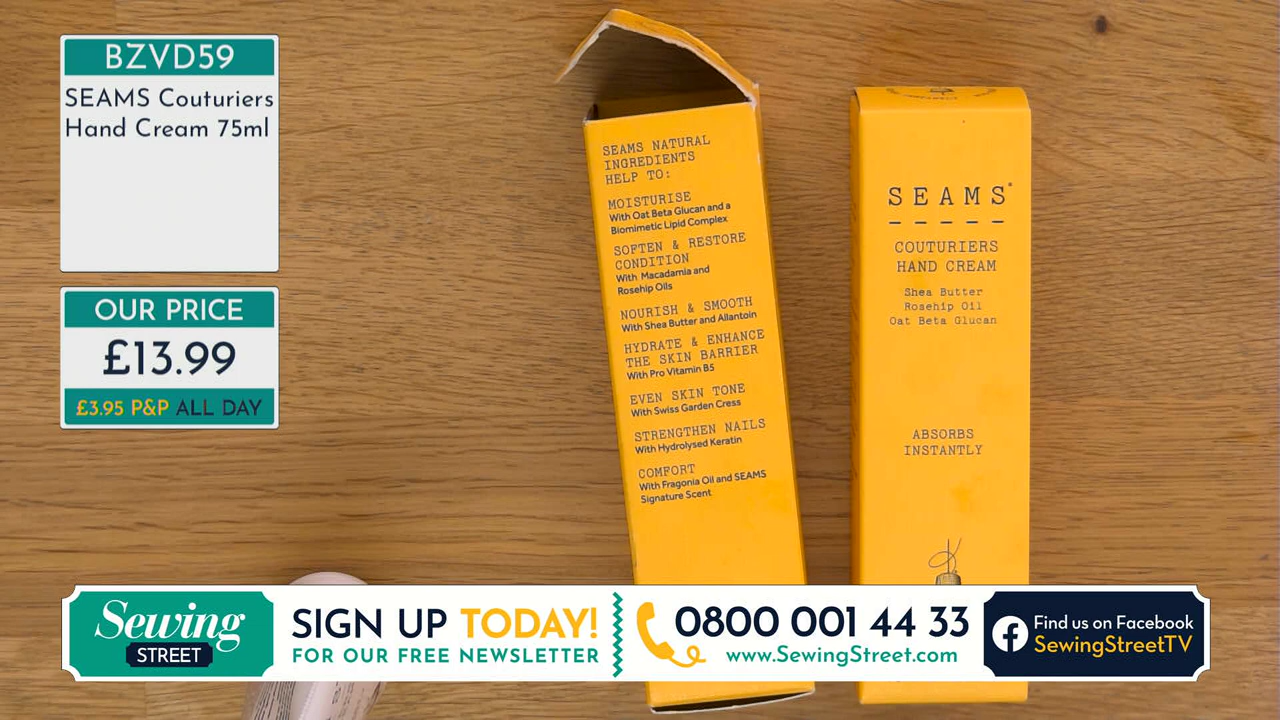 BZVD59
SEAMS Couturiers
Hand Cream 75ml
OUR PRICE
£13.99
£3.95 P&P ALL DAY
SEAMS NATURAL
INGREDIENTS
HELP TO:
MOISTURISE
With Oat Beta Glucan and a
Biomimetic Lipid Complex
SOFTEN & RESTORE
CONDITION
With Macadamia and
Rosehip Oils
NOURISH & SMOOTH
With Shea Butter and Allantoin
HYDRATE & ENHANCE
THE SKIN BARRIER
With Pro Vitamin B5
EVEN SKIN TONE
With Swiss Garden Cress
STRENGTHEN NAILS
With Hydrolysed Keratin
COMFORT
With Fragonia Oil and SEAMS
Signature Scent
SEAMS
COUTURIERS
HAND CREAM
Shea Butter
Rosehip Oil
Oat Beta Glucan
ABSORBS
INSTANTLY
Sewing
STREET
SIGN UP TODAY!
FOR OUR FREE NEWSLETTER
0800 001 44 33
www.SewingStreet.com
Find us on Facebook
SewingStreetTV